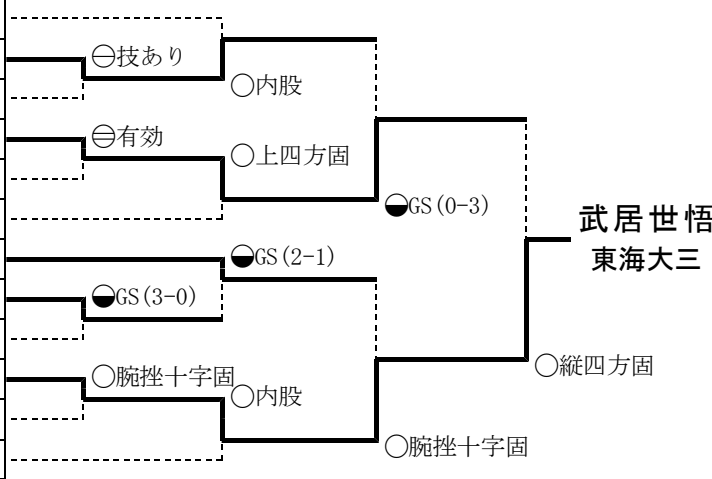 技あり
○内股
有効
○上四方固
GS(0-3)
武居世悟
東海大三
GS(2-1)
GS(3-0)
○縦四方固
○腕挫十字固
○内股
○腕挫十字固